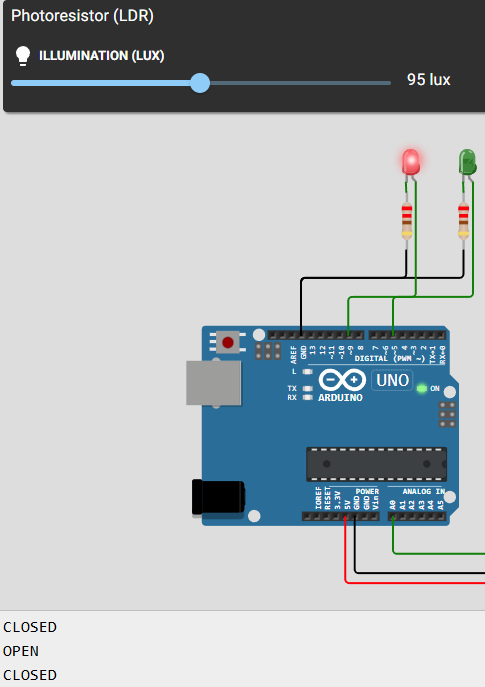 Photoresistor (LDR)
ILLUMINATION (LUX)
95 lux
AREF
GND
13
12
~11
~10
~9
8
7
~6
~5
4
~3
2
TX→1
RX←0
DIGITAL (PWM ~)
L
TX
RX
ARDUINO
UNO
ON
IOREF
RESET
3.3V
5V
GND
GND
Vin
POWER
ANALOG IN
A0
A1
A2
A3
A4
A5
CLOSED
OPEN
CLOSED